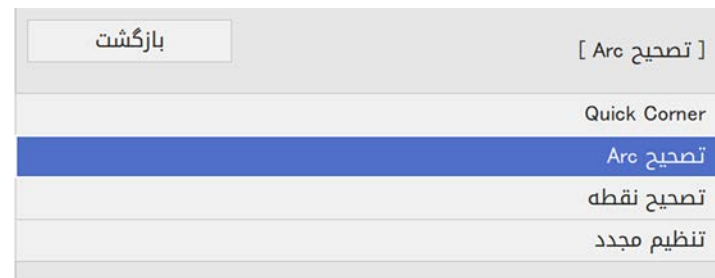 [ تصحیح Arc ]
بازگشت
Quick Corner
تصحیح Arc
تصحیح نقطه
تنظیم مجدد